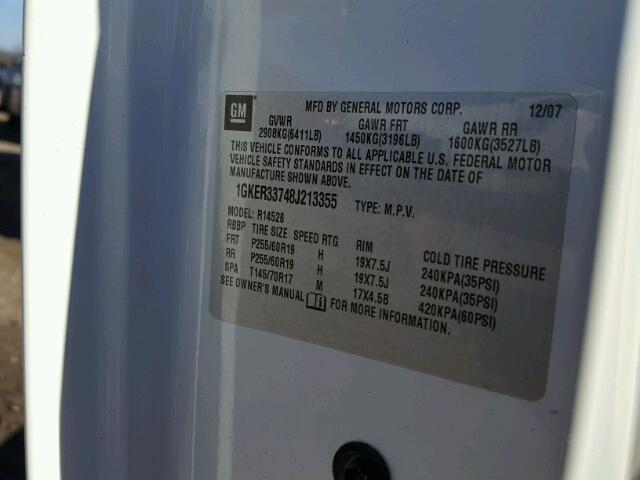 GM MFD BY GENERAL MOTORS CORP. 12/07
GVWR GAWR FRT GAWR RR
2908KG(6411LB) 1450KG(3196LB) 1600KG(3527LB)
THIS VEHICLE CONFORMS TO ALL APPLICABLE U.S. FEDERAL MOTOR
VEHICLE SAFETY STANDARDS IN EFFECT ON THE DATE OF
MANUFACTURE SHOWN ABOVE.
1GKER33748J213355 TYPE: M.P.V.
MODEL: R14526
RBBP TIRE SIZE SPEED RTG RIM COLD TIRE PRESSURE
FRT P255/60R19 H 19X7.5J 240KPA(35PSI)
RR P255/60R19 H 19X7.5J 240KPA(35PSI)
SPA T145/70R17 M 17X4.5B 420KPA(60PSI)
SEE OWNER'S MANUAL FOR MORE INFORMATION.